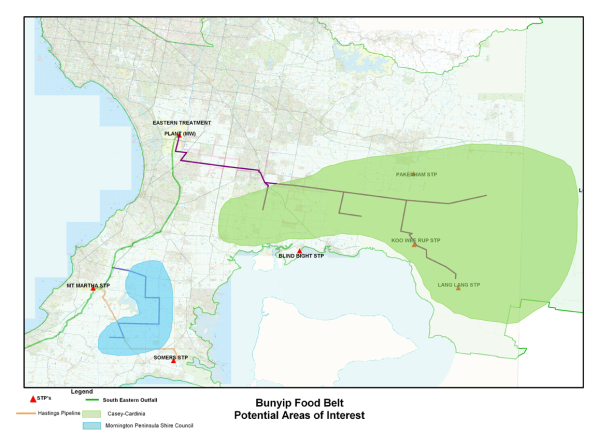 EASTERN TREATMENT
PLANT (MW)
PAKENHAM STP
KOO WEE RUP STP
BLIND BIGHT STP
LANG LANG STP
MT MARTHA STP
SOMERS STP
Legend
STP's
South Eastern Outfall
Hastings Pipeline
Casey-Cardinia
Mornington Peninsula Shire Council
Bunyip Food Belt
Potential Areas of Interest